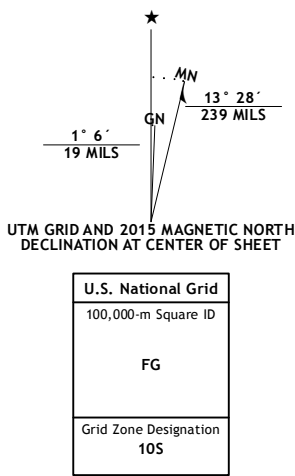 MN
GN
13° 28´
239 MILS
1° 6´
19 MILS
UTM GRID AND 2015 MAGNETIC NORTH
DECLINATION AT CENTER OF SHEET
U.S. National Grid
100,000-m Square ID
FG
Grid Zone Designation
10S